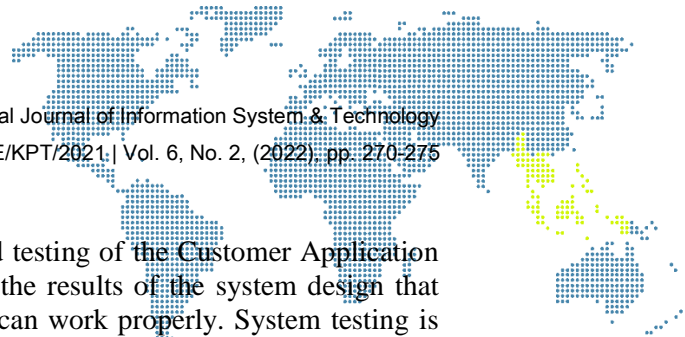 al Journal of Information System & Technology
E/KPT/2021 | Vol. 6, No. 2, (2022), pp. 270-275
d testing of the Customer Application
the results of the system design that
can work properly. System testing is